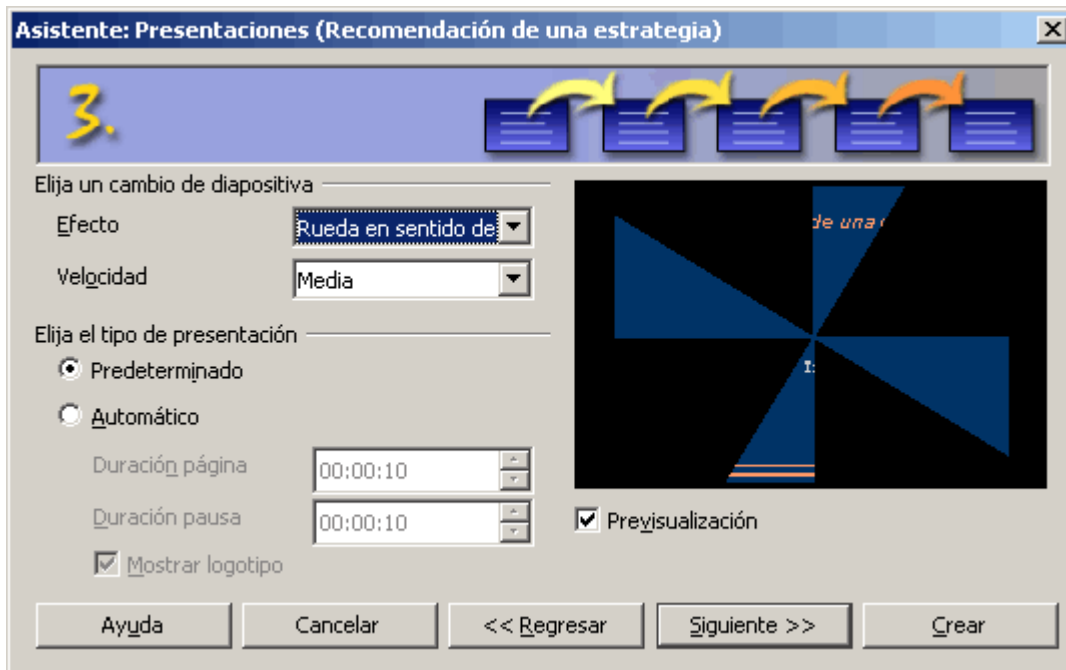 Asistente: Presentaciones (Recomendación de una estrategia)
3.
Elija un cambio de diapositiva
Efecto
Rueda en sentido de
Velocidad
Media
Elija el tipo de presentación
Predeterminado
Automático
Duración página
00:00:10
Duración pausa
00:00:10
Mostrar logotipo
de una
I:
Previsualización
Ayuda
Cancelar
<< Regresar
Siguiente >>
Crear